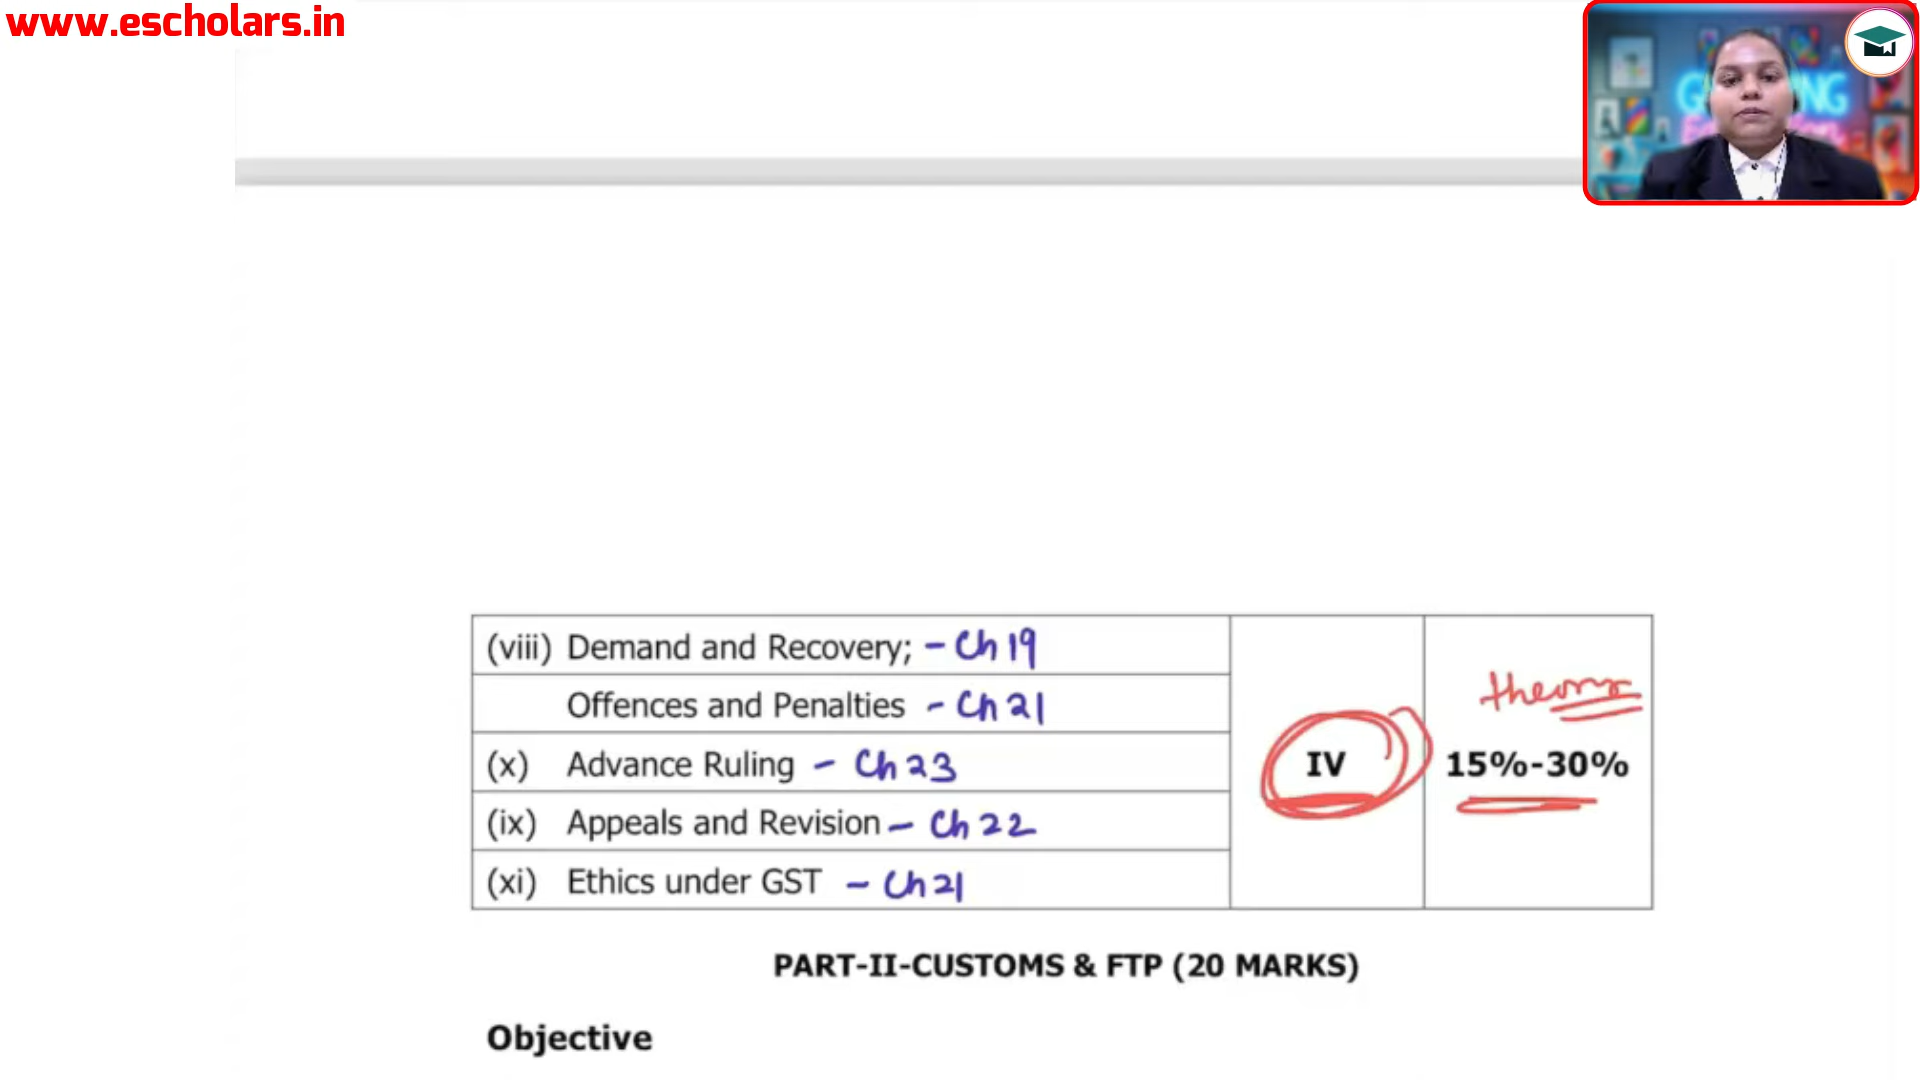 www.escholars.in
G NG
(viii) Demand and Recovery; - Ch 19
Offences and Penalties - Ch 21
(x) Advance Ruling - Ch 23
(ix) Appeals and Revision - Ch 22
(xi) Ethics under GST - Ch 21
IV
theory
15%-30%
PART-II-CUSTOMS & FTP (20 MARKS)
Objective